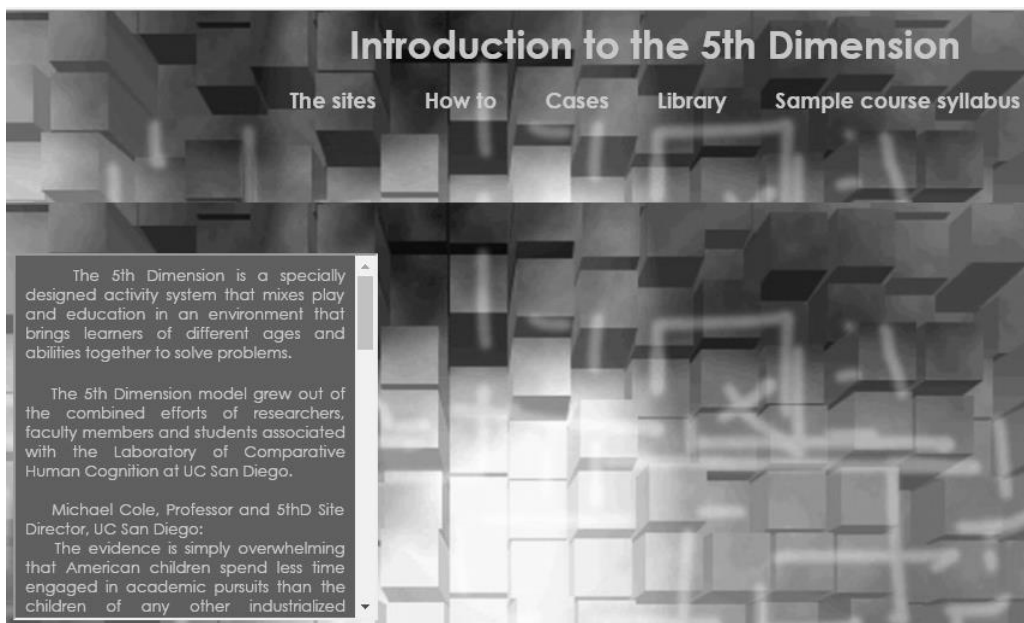 Introduction to the 5th Dimension
The sites How to Cases Library Sample course syllabus
The 5th Dimension is a specially
designed activity system that mixes play
and education in an environment that
brings learners of different ages and
abilities together to solve problems.
The 5th Dimension model grew out of
the combined efforts of researchers,
faculty members and students associated
with the Laboratory of Comparative
Human Cognition at UC San Diego.
Michael Cole, Professor and 5thD Site
Director, UC San Diego:
The evidence is simply overwhelming
that American children spend less time
engaged in academic pursuits than the
children of any other industrialized